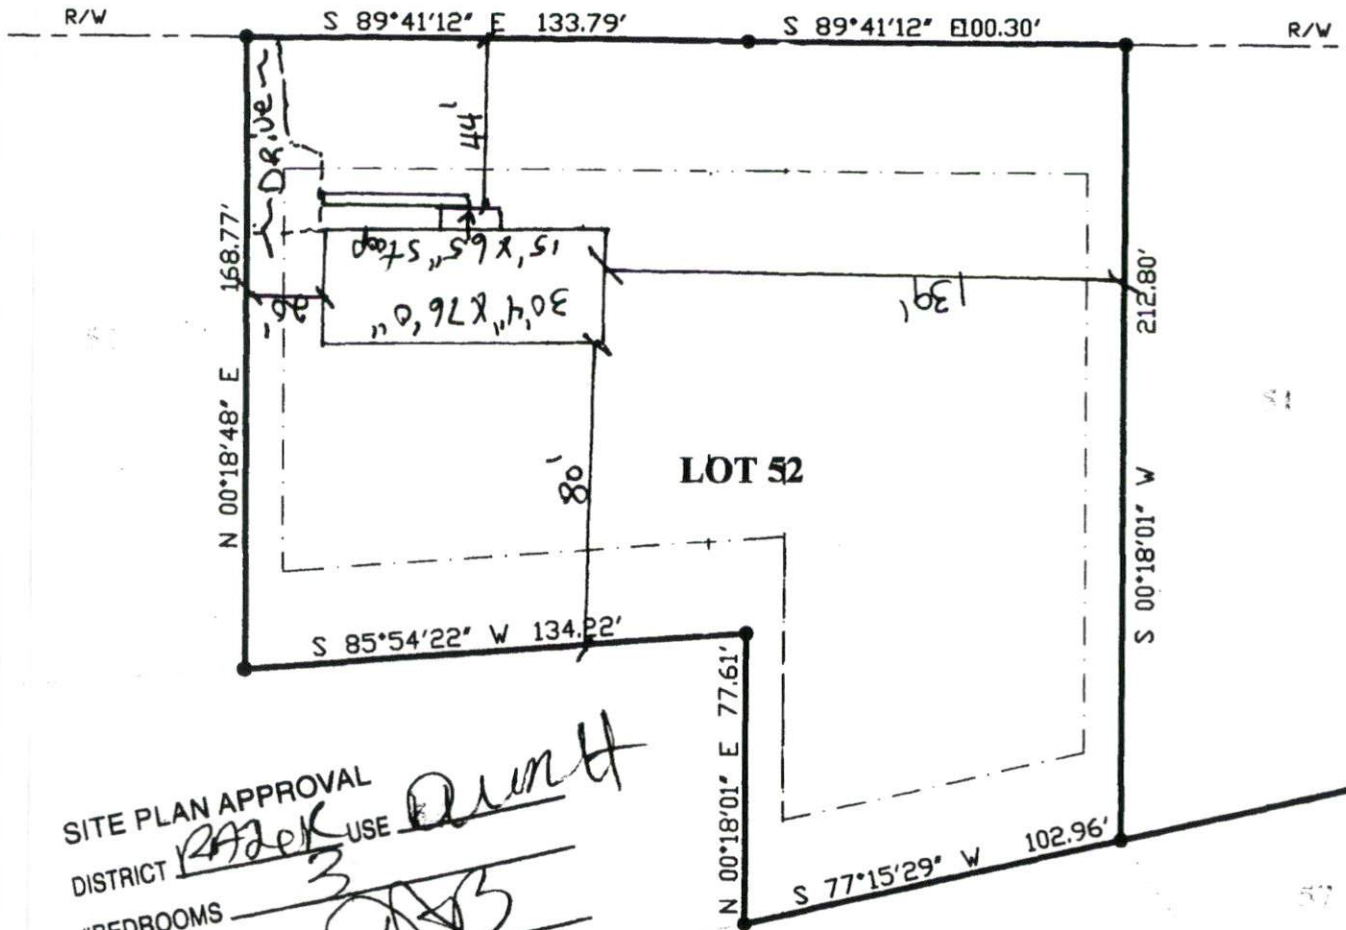 R/W
S 89°41'12" E 133.79'
S 89°41'12" E100.30'
R/W
DRive
44'
168.77'
15' x 6'5" stoop
30'4" X 76'0"
20'
139'
212.80'
N 00°18'48" E
80'
LOT 52
S 00°18'01" W
S 85°54'22" W 134.22'
N 00°18'01" E 77.61'
S 77°15'29" W 102.96'
SITE PLAN APPROVAL
DISTRICT USE
3
#BEDROOMS